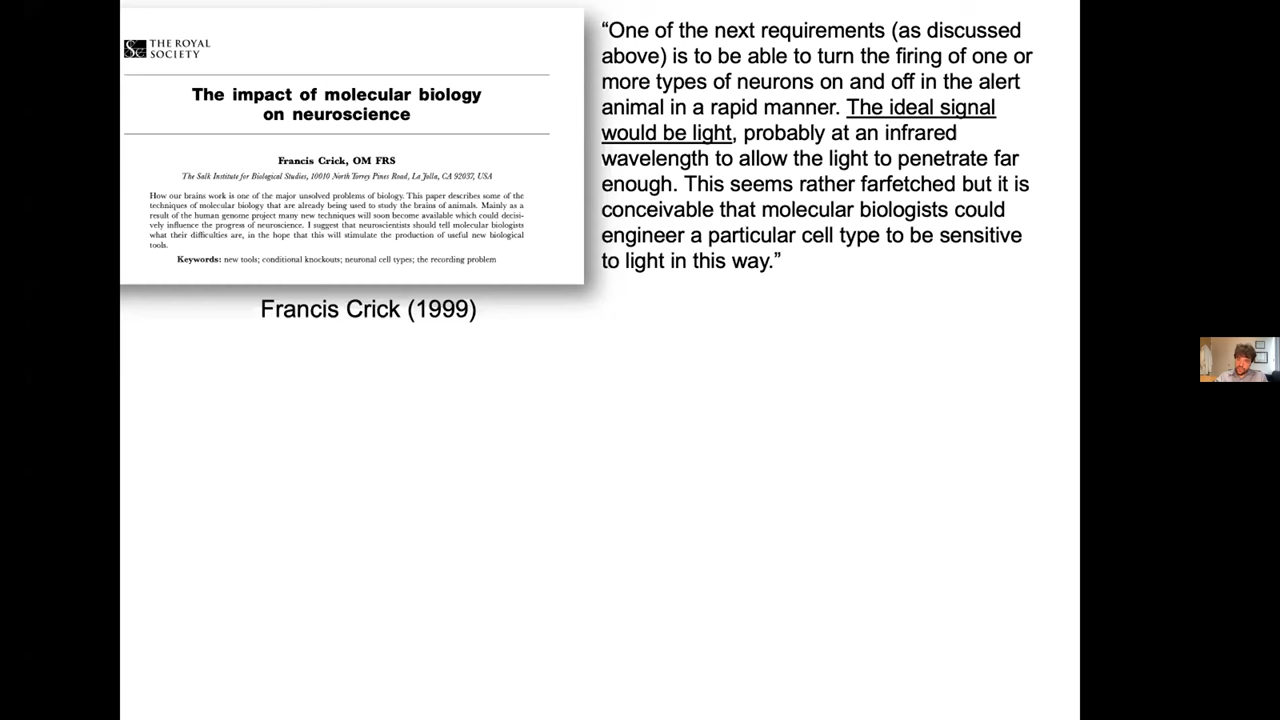 THE ROYAL
SOCIETY
The impact of molecular biology
on neuroscience
Francis Crick, OM FRS
The Salk Institute for Biological Studies, 10010 North Torrey Pines Road, La Jolla, CA 92037, USA
How our brains work is one of the major unsolved problems of biology. This paper describes some of the
techniques of molecular biology that are already being used to study the brains of animals. Mainly as a
result of the human genome project many new techniques will soon become available which could decisi-
vely influence the progress of neuroscience. I suggest that neuroscientists should tell molecular biologists
what their difficulties are, in the hope that this will stimulate the production of useful new biological
tools.
Keywords: new tools; conditional knockouts; neuronal cell types; the recording problem
Francis Crick (1999)
“One of the next requirements (as discussed
above) is to be able to turn the firing of one or
more types of neurons on and off in the alert
animal in a rapid manner. The ideal signal
would be light, probably at an infrared
wavelength to allow the light to penetrate far
enough. This seems rather farfetched but it is
conceivable that molecular biologists could
engineer a particular cell type to be sensitive
to light in this way.”